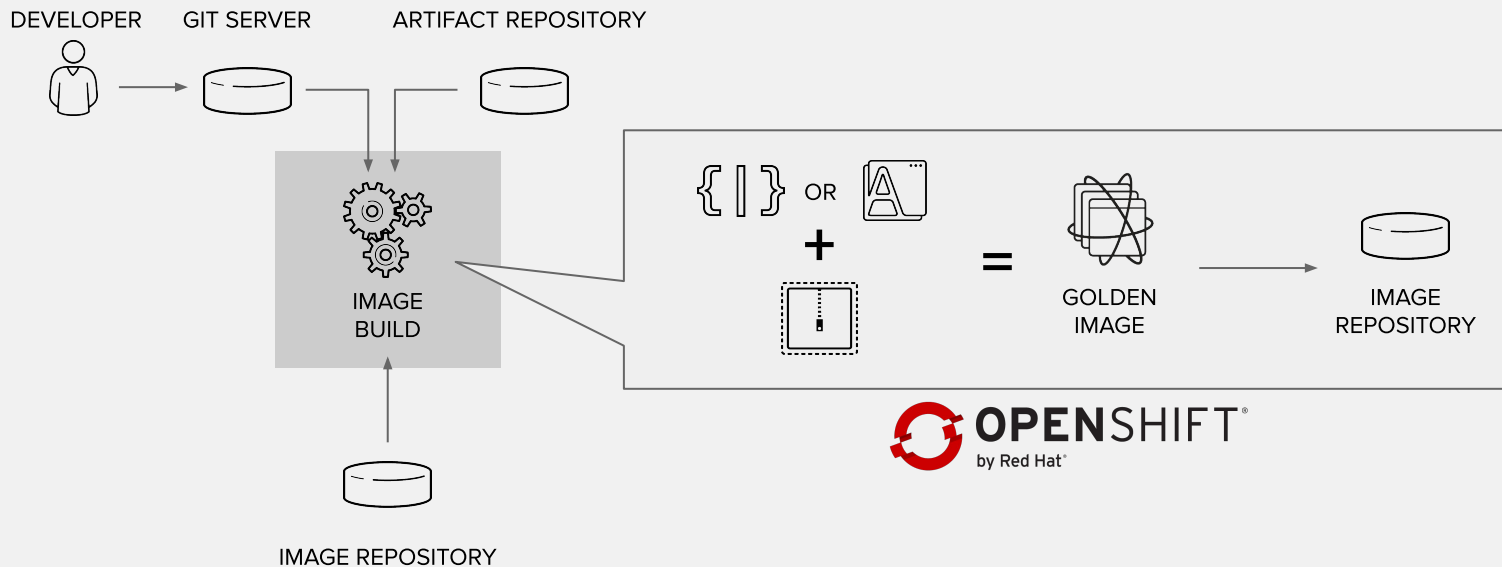 DEVELOPER
GIT SERVER
ARTIFACT REPOSITORY
OR
IMAGE
BUILD
GOLDEN
IMAGE
IMAGE
REPOSITORY
OPENSHIFT®
by Red Hat®
IMAGE REPOSITORY